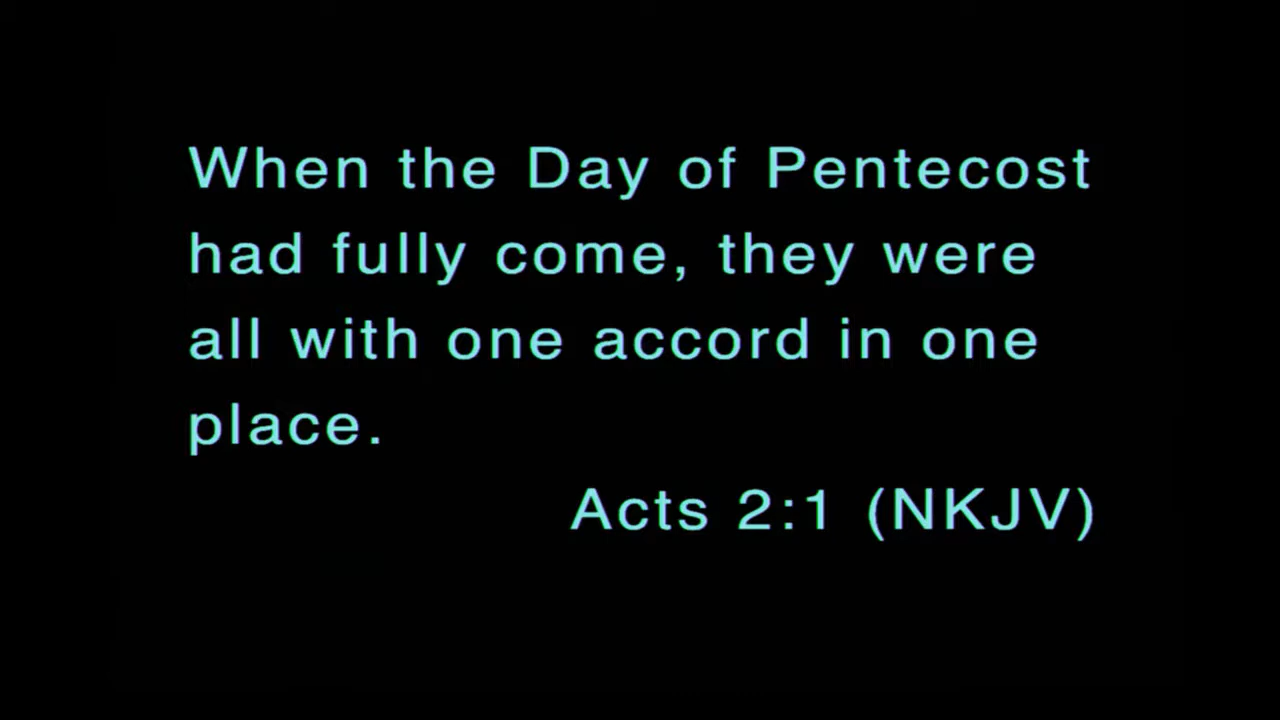 When the Day of Pentecost
had fully come, they were
all with one accord in one
place.
Acts 2:1 (NKJV)